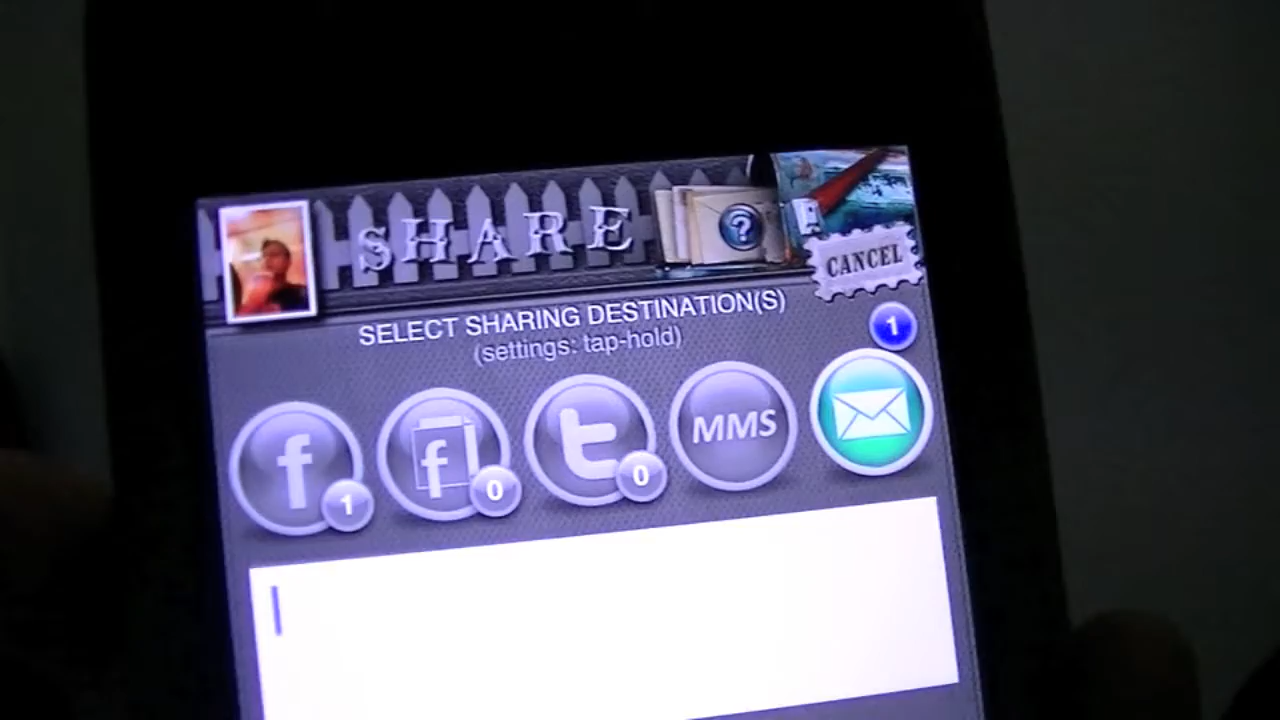 SHARE
?
CANCEL
SELECT SHARING DESTINATION(S)
(settings: tap-hold)
1
f
1
f
0
t
0
MMS